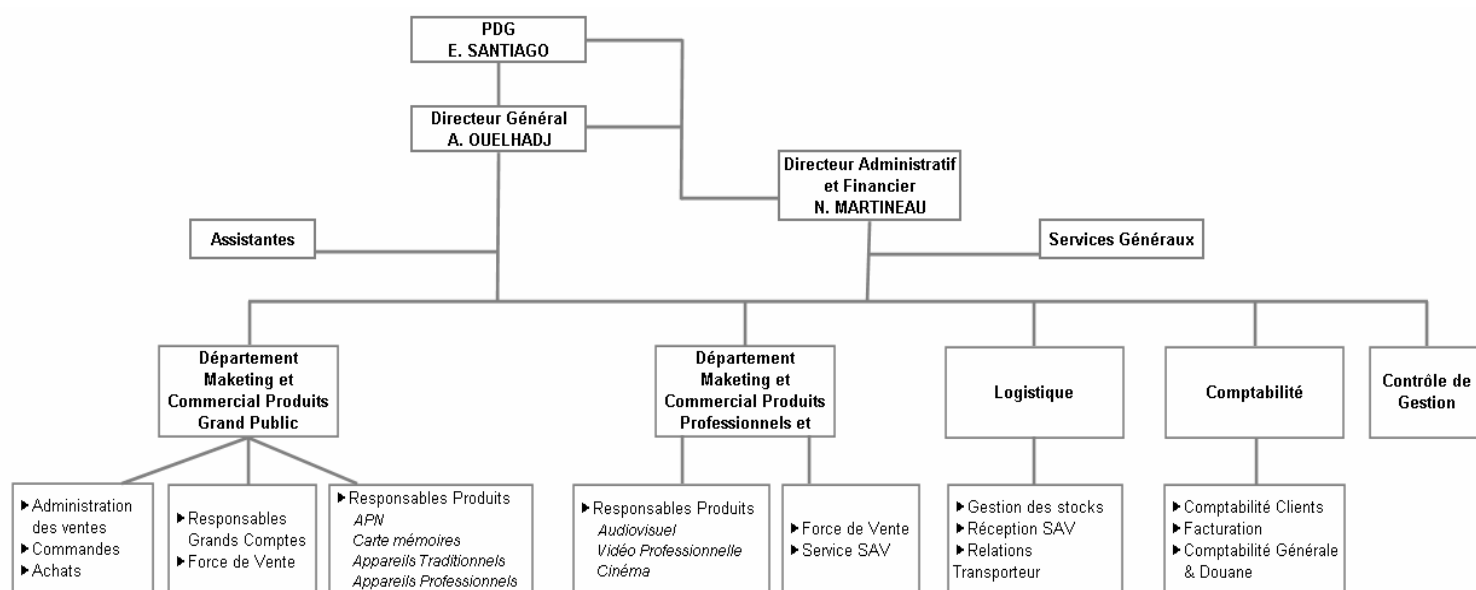 PDG
E. SANTIAGO
Directeur Général
A. OUELHADJ
Directeur Administratif
et Financier
N. MARTINEAU
Assistantes
Services Généraux
Département
Maketing et
Commercial Produits
Grand Public
Département
Maketing et
Commercial Produits
Professionnels et
Logistique
Comptabilité
Contrôle de
Gestion
Administration
des ventes
Commandes
Achats
Responsables
Grands Comptes
Force de Vente
Responsables Produits
APN
Carte mémoires
Appareils Traditionnels
Appareils Professionnels
Responsables Produits
Audiovisuel
Vidéo Professionnelle
Cinéma
Force de Vente
Service SAV
Gestion des stocks
Réception SAV
Relations
Transporteur
Comptabilité Clients
Facturation
Comptabilité Générale
& Douane